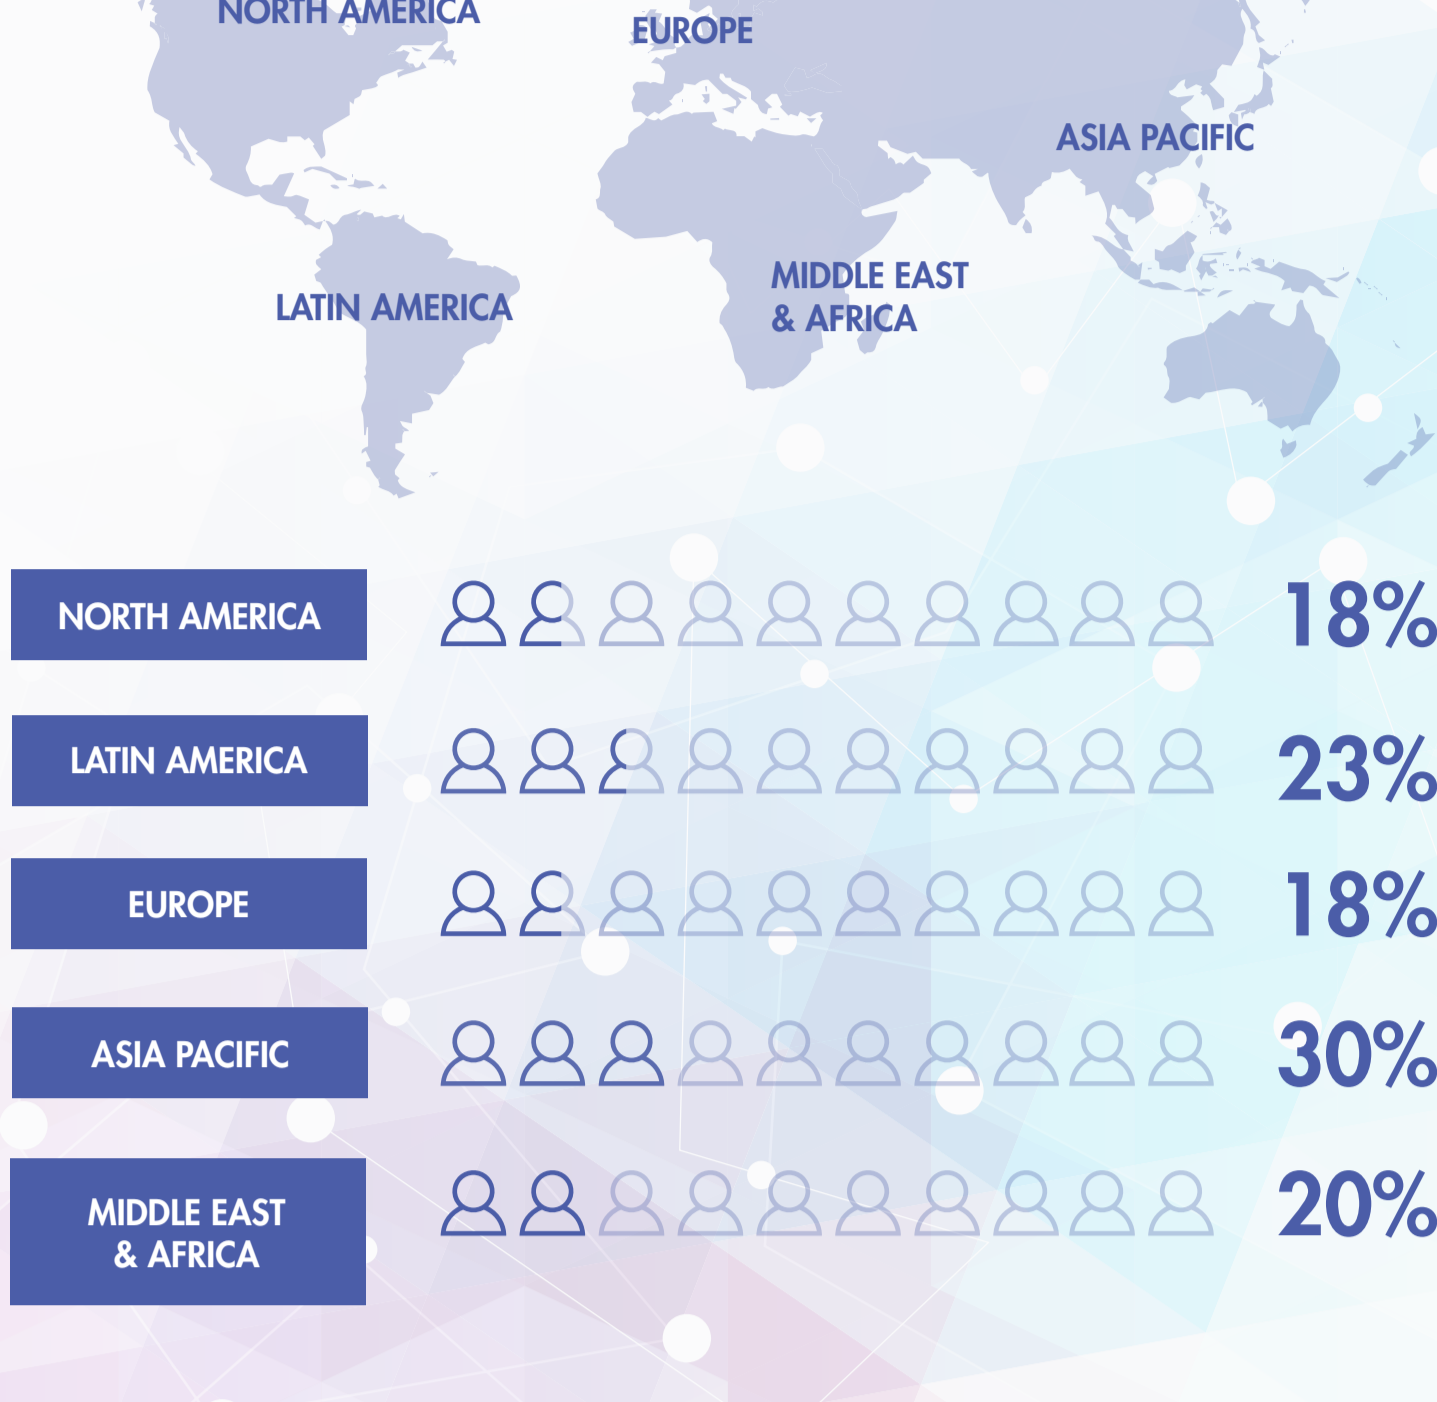 NORTH AMERICA
EUROPE
ASIA PACIFIC
MIDDLE EAST
& AFRICA
LATIN AMERICA
NORTH AMERICA 18%
LATIN AMERICA 23%
EUROPE 18%
ASIA PACIFIC 30%
MIDDLE EAST
& AFRICA 20%